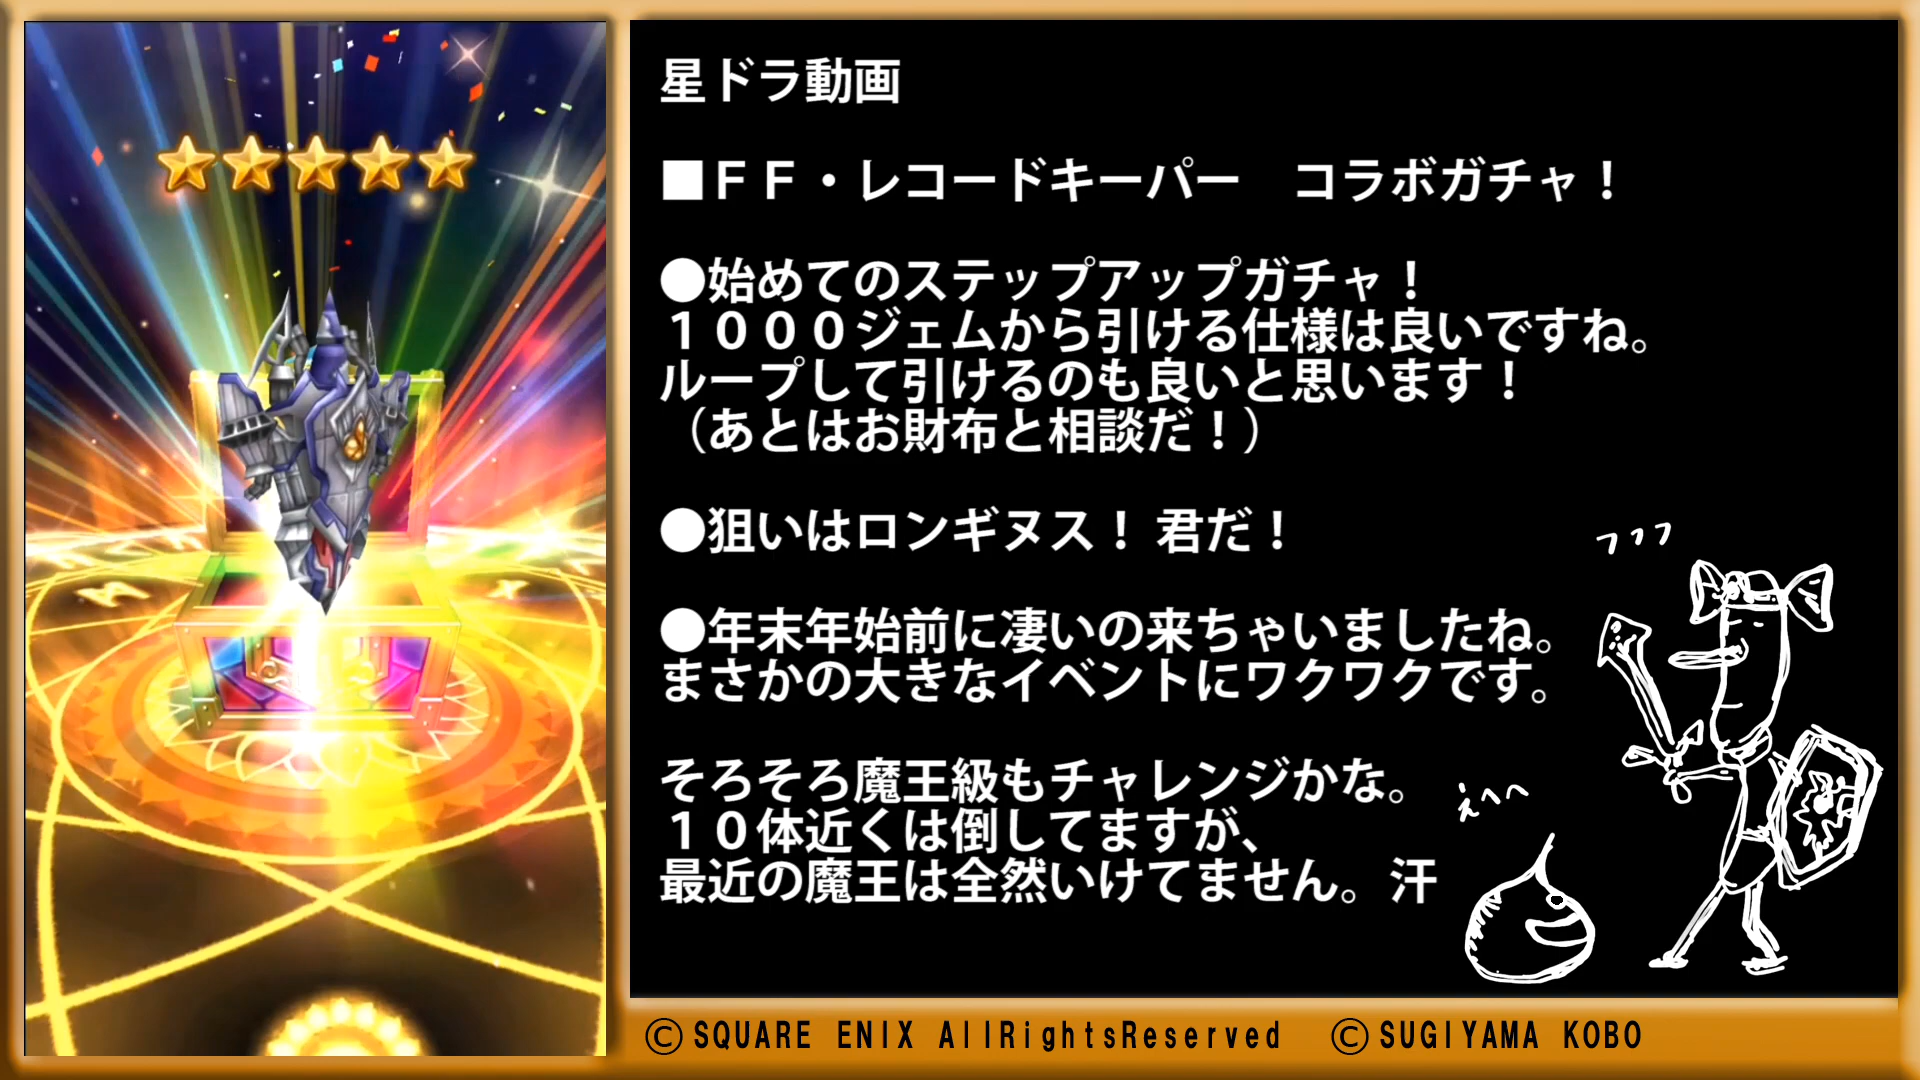 星ドラ動画
■ＦＦ・レコードキーパー　コラボガチャ！
●始めてのステップアップガチャ！
１０００ジェムから引ける仕様は良いですね。
ループして引けるのも良いと思います！
（あとはお財布と相談だ！）
●狙いはロンギヌス！ 君だ！
●年末年始前に凄いの来ちゃいましたね。
まさかの大きなイベントにワクワクです。
そろそろ魔王級もチャレンジかな。
１０体近くは倒してますが、
最近の魔王は全然いけてません。 汗
フフフ
えへへ
Ⓒ SQUARE ENIX AllRightsReserved　Ⓒ SUGIYAMA KOBO